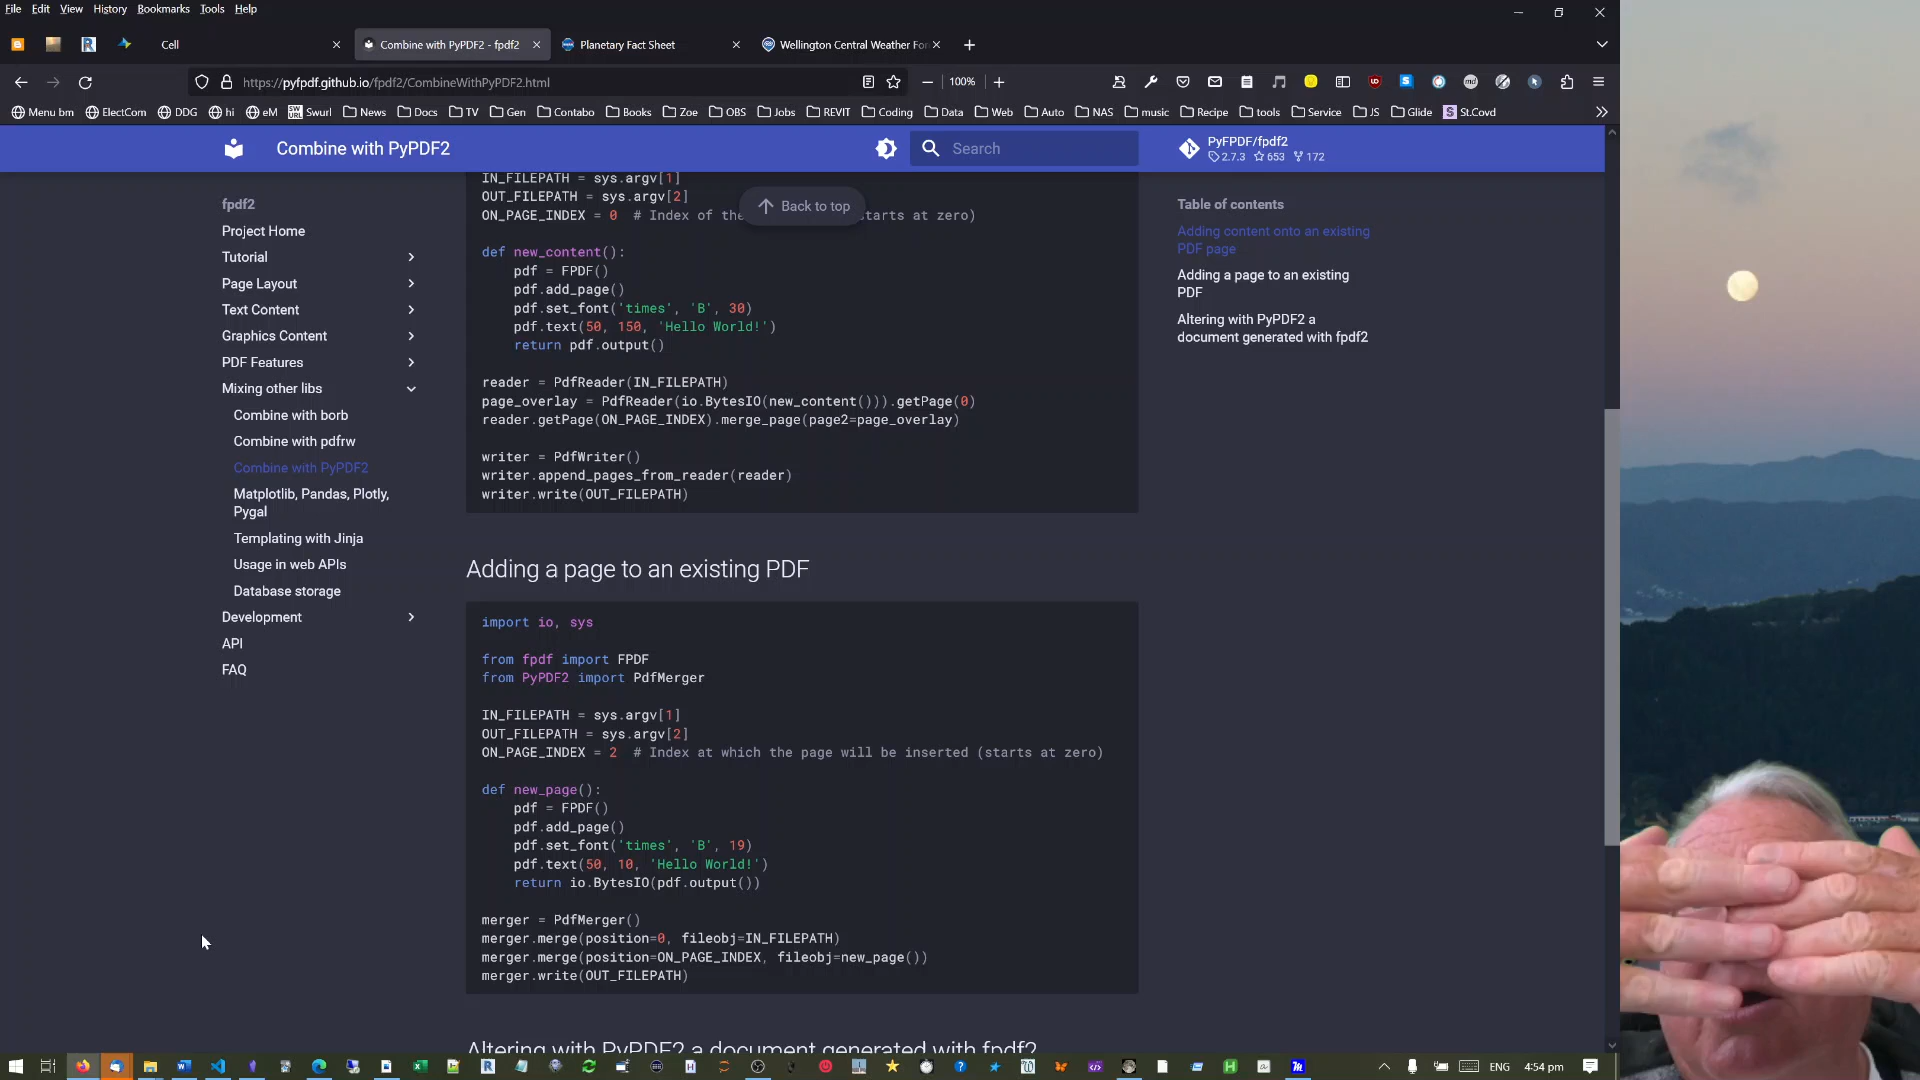 File Edit View History Bookmarks Tools Help
Cell
Combine with PyPDF2 - fpdf2
Planetary Fact Sheet
Wellington Central Weather For
https://pyfpdf.github.io/fpdf2/CombineWithPyPDF2.html
100%
Menu bm ElectCom DDG hi eM Swurl News Docs TV Gen Contabo Books Zoe OBS Jobs REVIT Coding Data Web Auto NAS music Recipe tools Service JS Glide St.Covd
Combine with PyPDF2
Search
PyFPDF/fpdf2
2.7.3 653 172
fpdf2
Project Home
Tutorial
Page Layout
Text Content
Graphics Content
PDF Features
Mixing other libs
Combine with borb
Combine with pdfrw
Combine with PyPDF2
Matplotlib, Pandas, Plotly,
Pygal
Templating with Jinja
Usage in web APIs
Database storage
Development
API
FAQ
IN_FILEPATH = sys.argv[1]
OUT_FILEPATH = sys.argv[2]
ON_PAGE_INDEX = 0 # Index of the starts at zero)
Back to top
def new_content():
pdf = FPDF()
pdf.add_page()
pdf.set_font('times', 'B', 30)
pdf.text(50, 150, 'Hello World!')
return pdf.output()
reader = PdfReader(IN_FILEPATH)
page_overlay = PdfReader(io.BytesIO(new_content())).getPage(0)
reader.getPage(ON_PAGE_INDEX).merge_page(page2=page_overlay)
writer = PdfWriter()
writer.append_pages_from_reader(reader)
writer.write(OUT_FILEPATH)
Adding a page to an existing PDF
import io, sys
from fpdf import FPDF
from PyPDF2 import PdfMerger
IN_FILEPATH = sys.argv[1]
OUT_FILEPATH = sys.argv[2]
ON_PAGE_INDEX = 2 # Index at which the page will be inserted (starts at zero)
def new_page():
pdf = FPDF()
pdf.add_page()
pdf.set_font('times', 'B', 19)
pdf.text(50, 10, 'Hello World!')
return io.BytesIO(pdf.output())
merger = PdfMerger()
merger.merge(position=0, fileobj=IN_FILEPATH)
merger.merge(position=ON_PAGE_INDEX, fileobj=new_page())
merger.write(OUT_FILEPATH)
Altering with PyPDF2 a document generated with fpdf2
Table of contents
Adding content onto an existing
PDF page
Adding a page to an existing
PDF
Altering with PyPDF2 a
document generated with fpdf2
ENG 4:54 pm